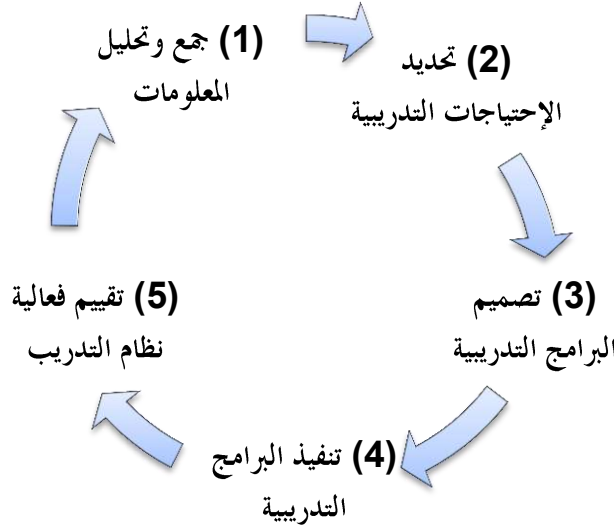 (1) جمع وتحليل
المعلومات
(2) تحديد
الإحتياجات التدريبية
(3) تصميم
البرامج التدريبية
(4) تنفيذ البرامج
التدريبية
(5) تقييم فعالية
نظام التدريب